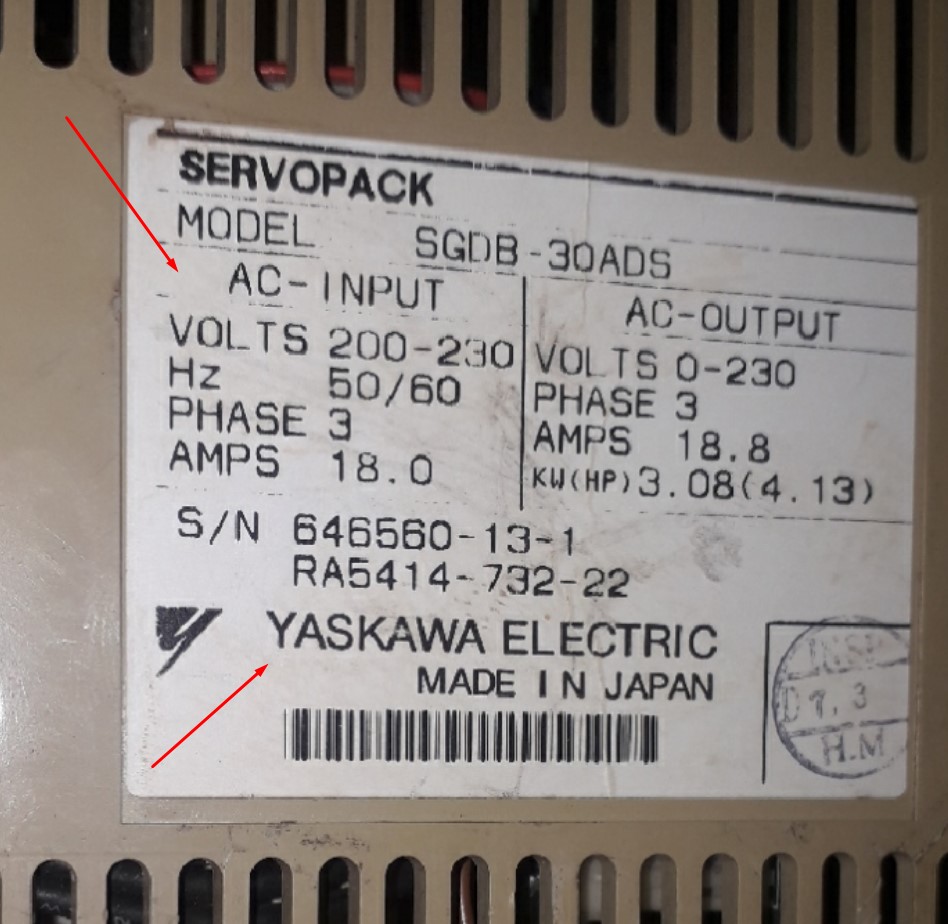 SERVOPACK
MODEL SGDB-30ADS
AC-INPUT
VOLTS 200-230
Hz 50/60
PHASE 3
AMPS 18.0
AC-OUTPUT
VOLTS 0-230
PHASE 3
AMPS 18.8
KW(HP)3.08(4.13)
S/N 646560-13-1
RA5414-732-22
YASKAWA ELECTRIC
MADE IN JAPAN
H.M